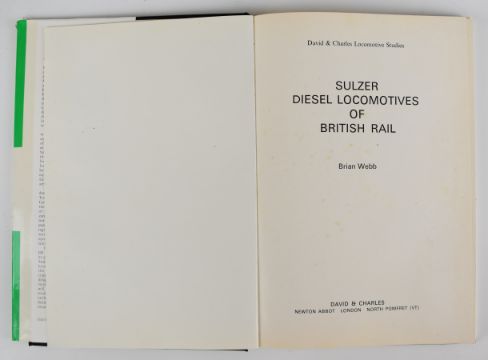 David & Charles Locomotive Studies
SULZER
DIESEL LOCOMOTIVES
OF
BRITISH RAIL
Brian Webb
DAVID & CHARLES
NEWTON ABBOT LONDON NORTH POMFRET (VT)